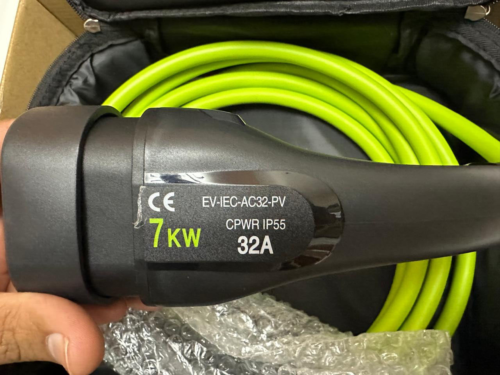 CE EV-IEC-AC32-PV
7KW CPWR IP55
32A